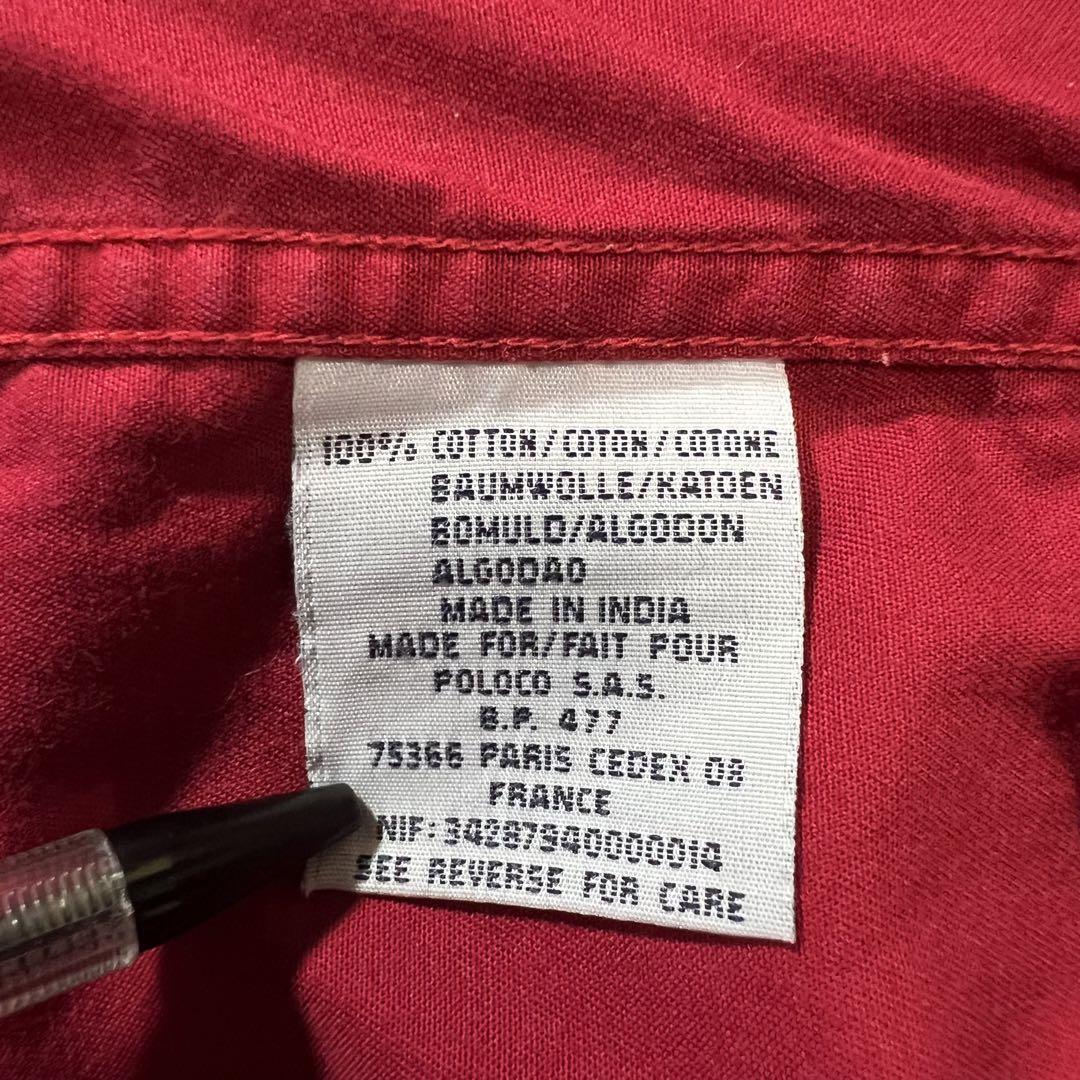 100% COTTON/COTON/COTONE
BAUMWOLLE/KATOEN
BOMULD/ALGODON
ALGODAO
MADE IN INDIA
MADE FOR/FAIT POUR
POLOCO S.A.S.
B.P. 477
75366 PARIS CEDEX 08
FRANCE
NIF: 34287940000014
SEE REVERSE FOR CARE